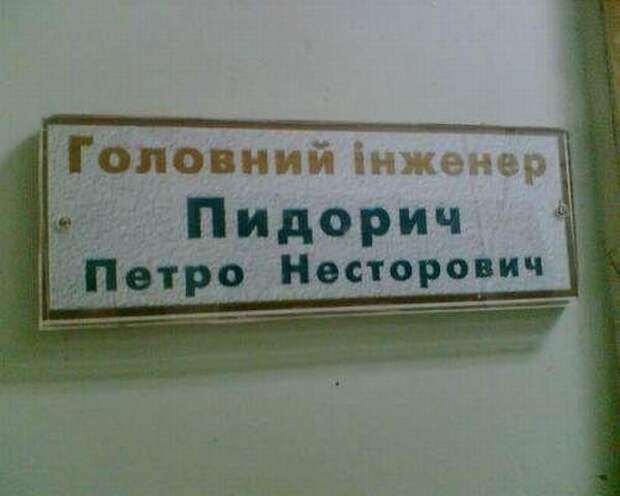 Головний інженер
Пидорич
Петро Несторович